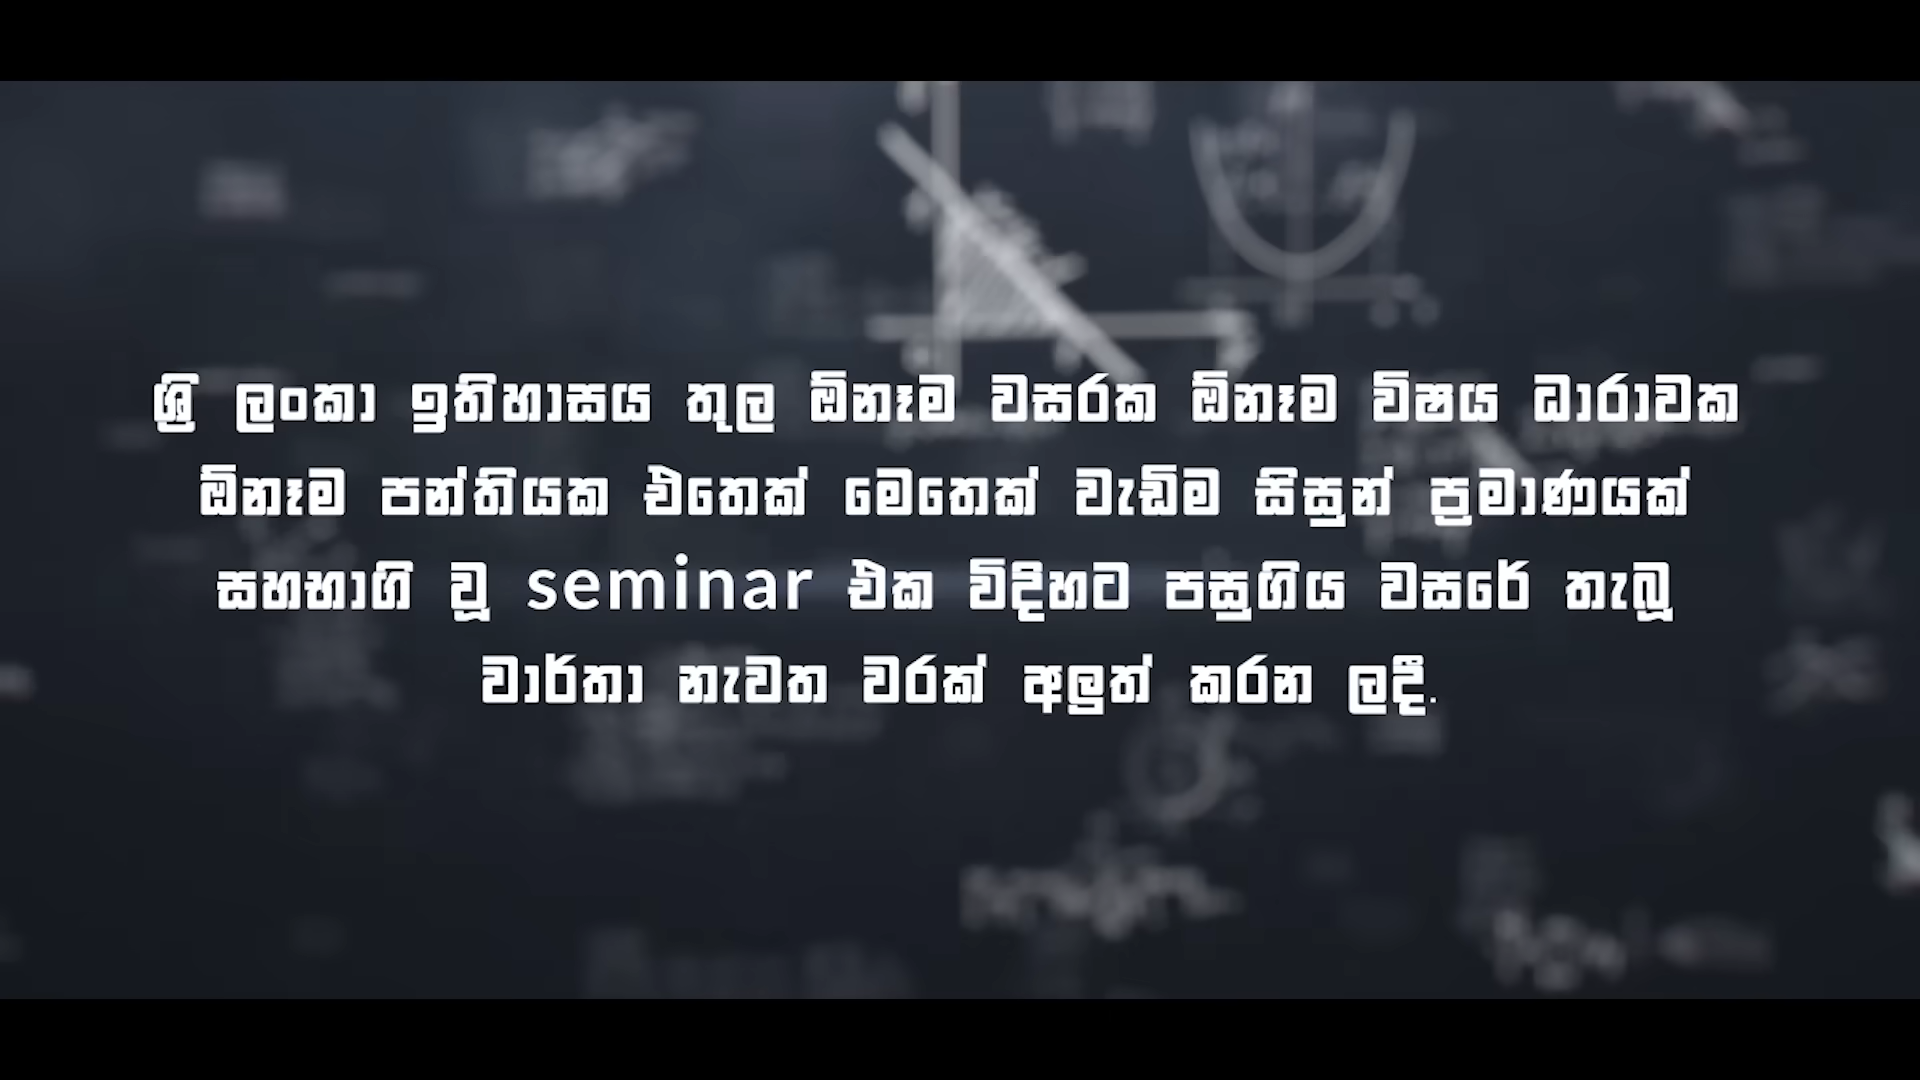 ශ්‍රී ලංකා ඉතිහාසය තුල ඕනෑම වසරක ඕනෑම විෂය ධාරාවක
ඕනෑම පන්තියක එතෙක් මෙතෙක් වැඩිම සිසුන් ප්‍රමාණයක්
සහභාගි වූ seminar එක විදිහට පසුගිය වසරේ තැබූ
වාර්තා නැවත වරක් අලුත් කරන ලදී.